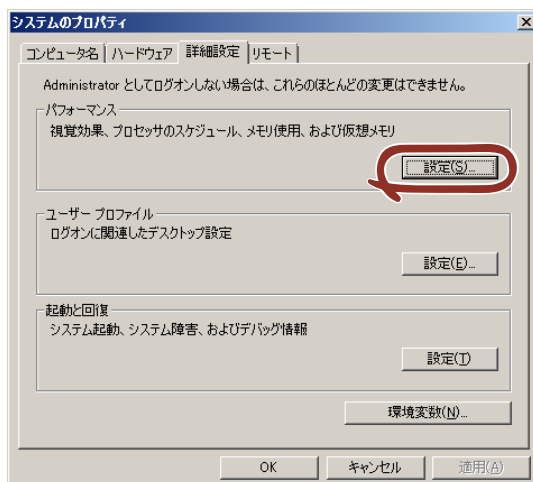 システムのプロパティ
コンピュータ名 ハードウェア 詳細設定 リモート
Administrator としてログオンしない場合は、これらのほとんどの変更はできません。
パフォーマンス
視覚効果、プロセッサのスケジュール、メモリ使用、および仮想メモリ
設定(S)...
ユーザー プロファイル
ログオンに関連したデスクトップ設定
設定(E)...
起動と回復
システム起動、システム障害、およびデバッグ情報
設定(T)
環境変数(N)...
OK キャンセル 適用(A)